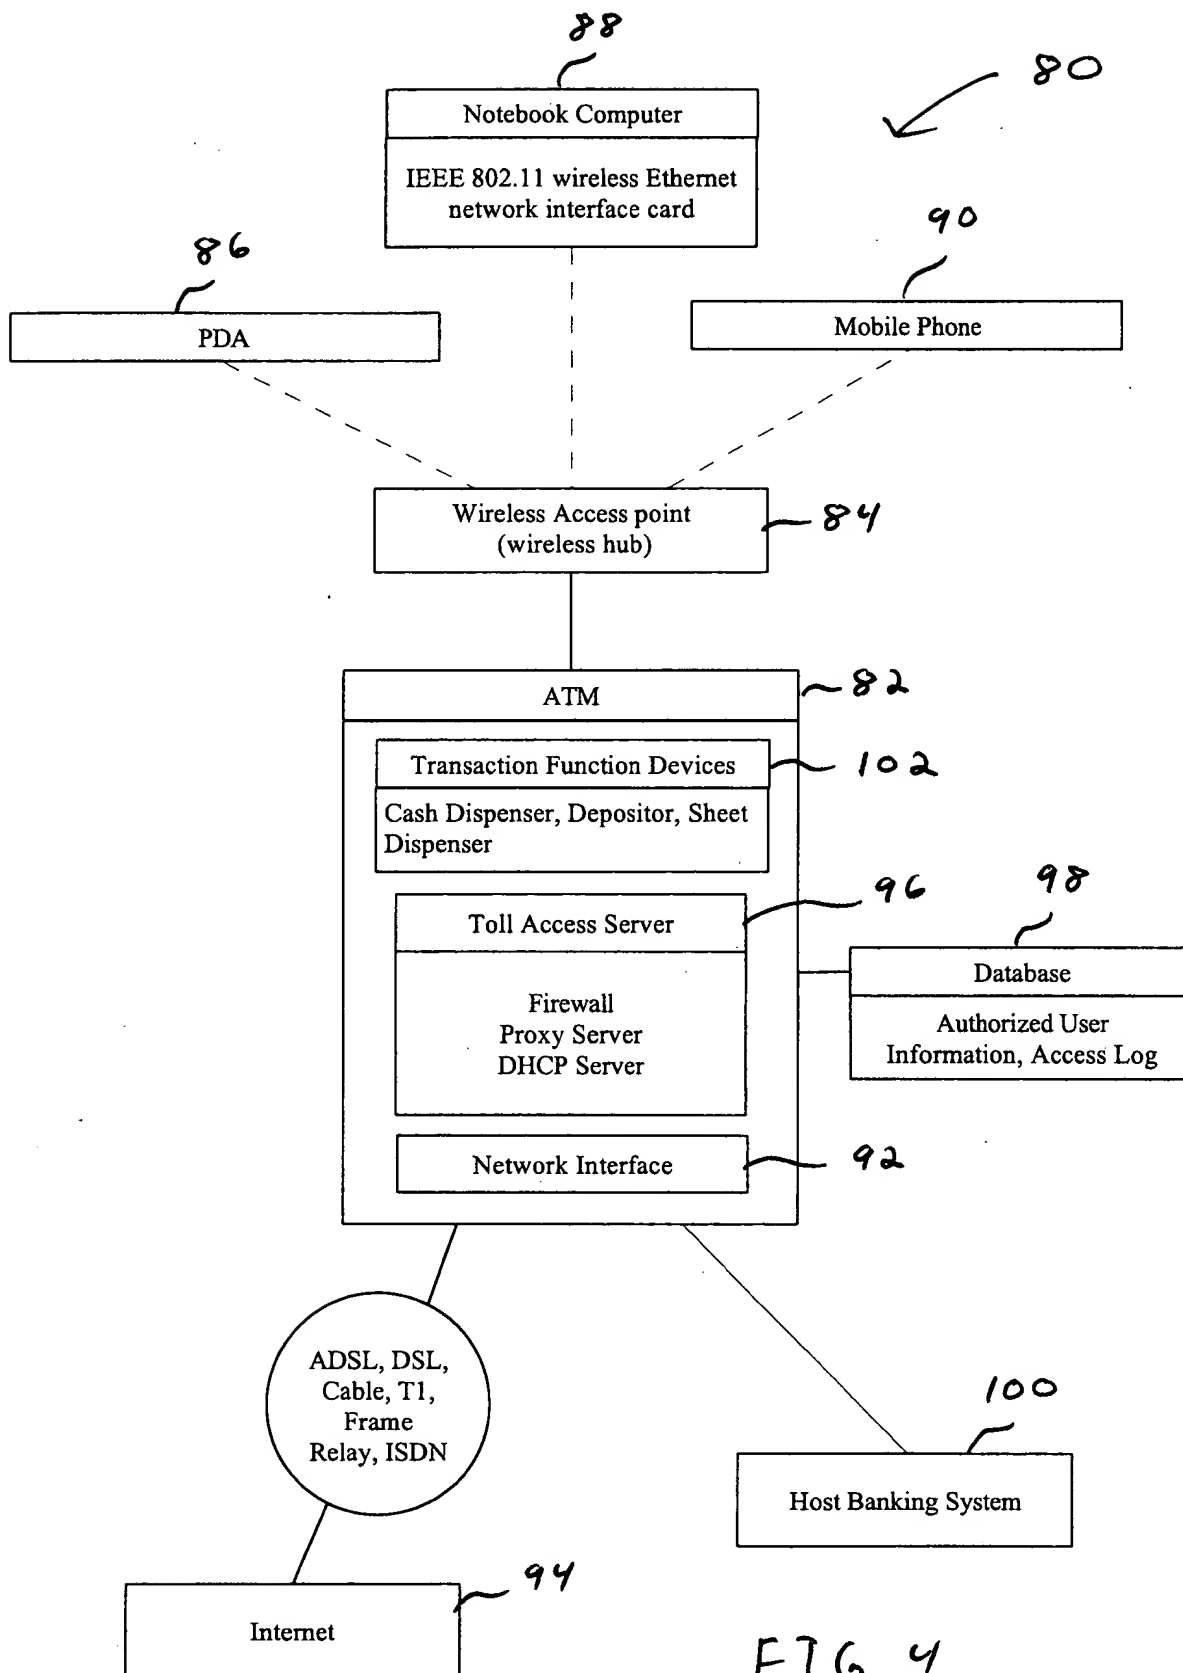 88
80
Notebook Computer
IEEE 802.11 wireless Ethernet
network interface card
90
86
PDA
Mobile Phone
Wireless Access point
(wireless hub)
84
ATM
82
Transaction Function Devices
102
Cash Dispenser, Depositor, Sheet
Dispenser
96
98
Toll Access Server
Database
Firewall
Proxy Server
DHCP Server
Authorized User
Information, Access Log
Network Interface
92
ADSL, DSL,
Cable, T1,
Frame
Relay, ISDN
100
Host Banking System
94
Internet
FIG 4